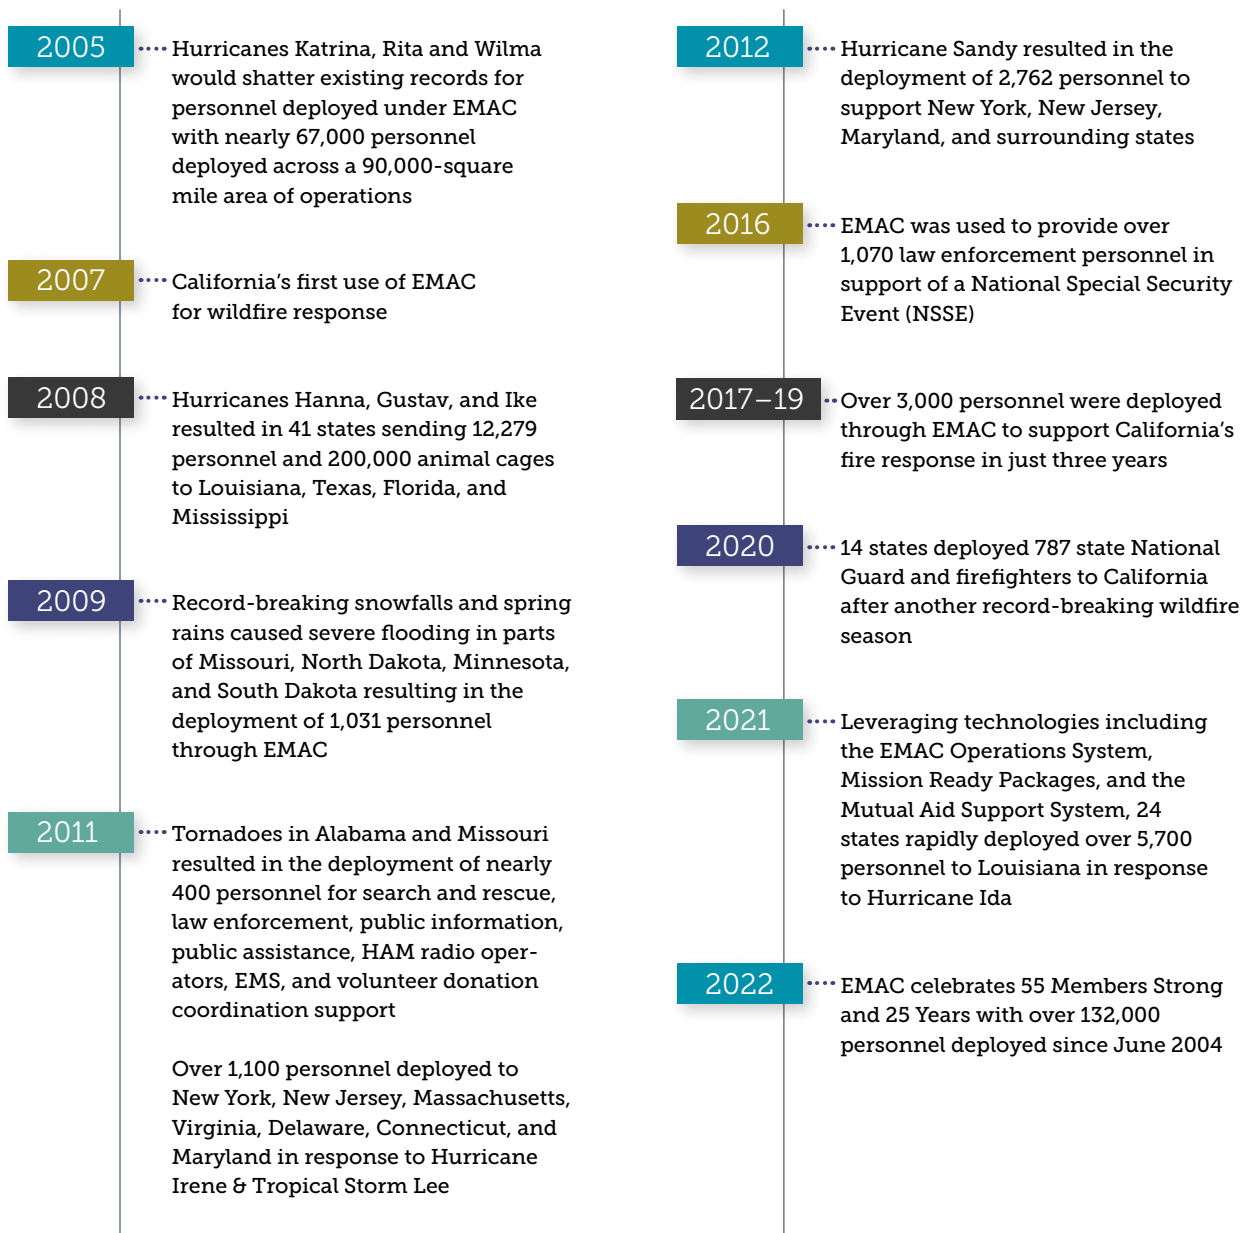 2005
Hurricanes Katrina, Rita and Wilma
would shatter existing records for
personnel deployed under EMAC
with nearly 67,000 personnel
deployed across a 90,000-square
mile area of operations
2007
California's first use of EMAC
for wildfire response
2008
Hurricanes Hanna, Gustav, and Ike
resulted in 41 states sending 12,279
personnel and 200,000 animal cages
to Louisiana, Texas, Florida, and
Mississippi
2009
Record-breaking snowfalls and spring
rains caused severe flooding in parts
of Missouri, North Dakota, Minnesota,
and South Dakota resulting in the
deployment of 1,031 personnel
through EMAC
2011
Tornadoes in Alabama and Missouri
resulted in the deployment of nearly
400 personnel for search and rescue,
law enforcement, public information,
public assistance, HAM radio oper-
ators, EMS, and volunteer donation
coordination support
Over 1,100 personnel deployed to
New York, New Jersey, Massachusetts,
Virginia, Delaware, Connecticut, and
Maryland in response to Hurricane
Irene & Tropical Storm Lee
2012
Hurricane Sandy resulted in the
deployment of 2,762 personnel to
support New York, New Jersey,
Maryland, and surrounding states
2016
EMAC was used to provide over
1,070 law enforcement personnel in
support of a National Special Security
Event (NSSE)
2017–19
Over 3,000 personnel were deployed
through EMAC to support California's
fire response in just three years
2020
14 states deployed 787 state National
Guard and firefighters to California
after another record-breaking wildfire
season
2021
Leveraging technologies including
the EMAC Operations System,
Mission Ready Packages, and the
Mutual Aid Support System, 24
states rapidly deployed over 5,700
personnel to Louisiana in response
to Hurricane Ida
2022
EMAC celebrates 55 Members Strong
and 25 Years with over 132,000
personnel deployed since June 2004